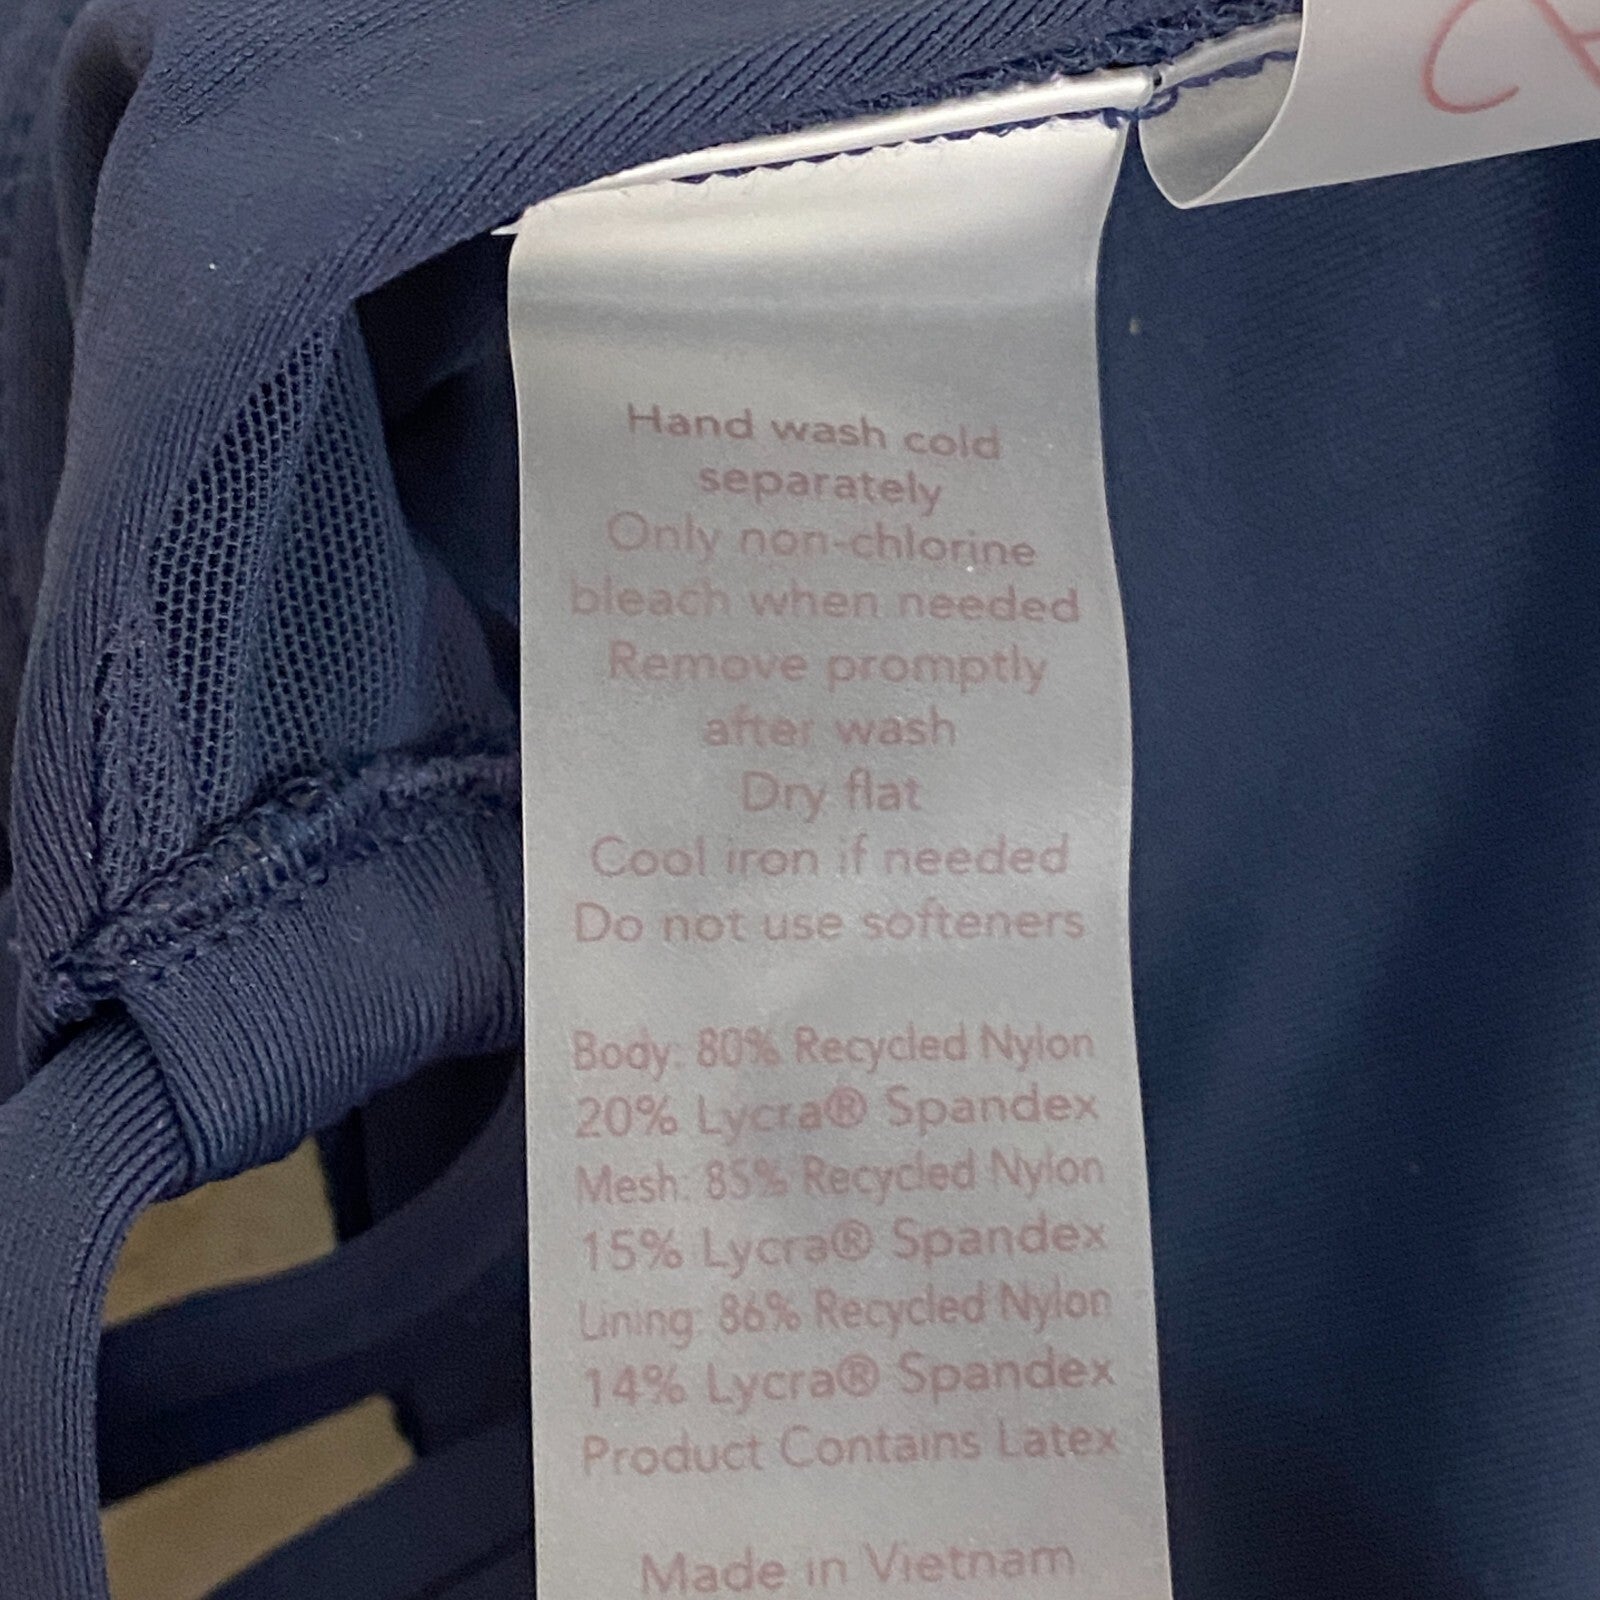 Hand wash cold
separately
Only non-chlorine
bleach when needed
Remove promptly
after wash
Dry flat
Cool iron if needed
Do not use softeners
Body: 80% Recycled Nylon
20% Lycra® Spandex
Mesh: 85% Recycled Nylon
15% Lycra® Spandex
Lining: 86% Recycled Nylon
14% Lycra® Spandex
Product Contains Latex
Made in Vietnam